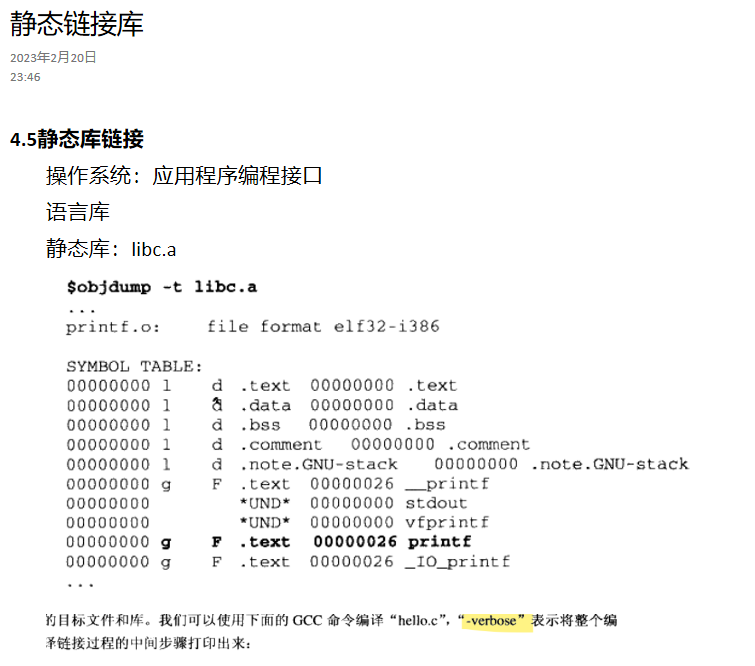 静态链接库
2023年2月20日
23:46
4.5静态库链接
操作系统：应用程序编程接口
语言库
静态库：libc.a
$objdump -t libc.a
...
printf.o: file format elf32-i386
SYMBOL TABLE:
00000000 l d .text 00000000 .text
00000000 l d .data 00000000 .data
00000000 l d .bss 00000000 .bss
00000000 l d .comment 00000000 .comment
00000000 l d .note.GNU-stack 00000000 .note.GNU-stack
00000000 g F .text 00000026 __printf
00000000 *UND* 00000000 stdout
00000000 *UND* 00000000 vfprintf
00000000 g F .text 00000026 printf
00000000 g F .text 00000026 _IO_printf
...
的目标文件和库。我们可以使用下面的 GCC 命令编译“hello.c”，“-verbose”表示将整个编
译链接过程的中间步骤打印出来：